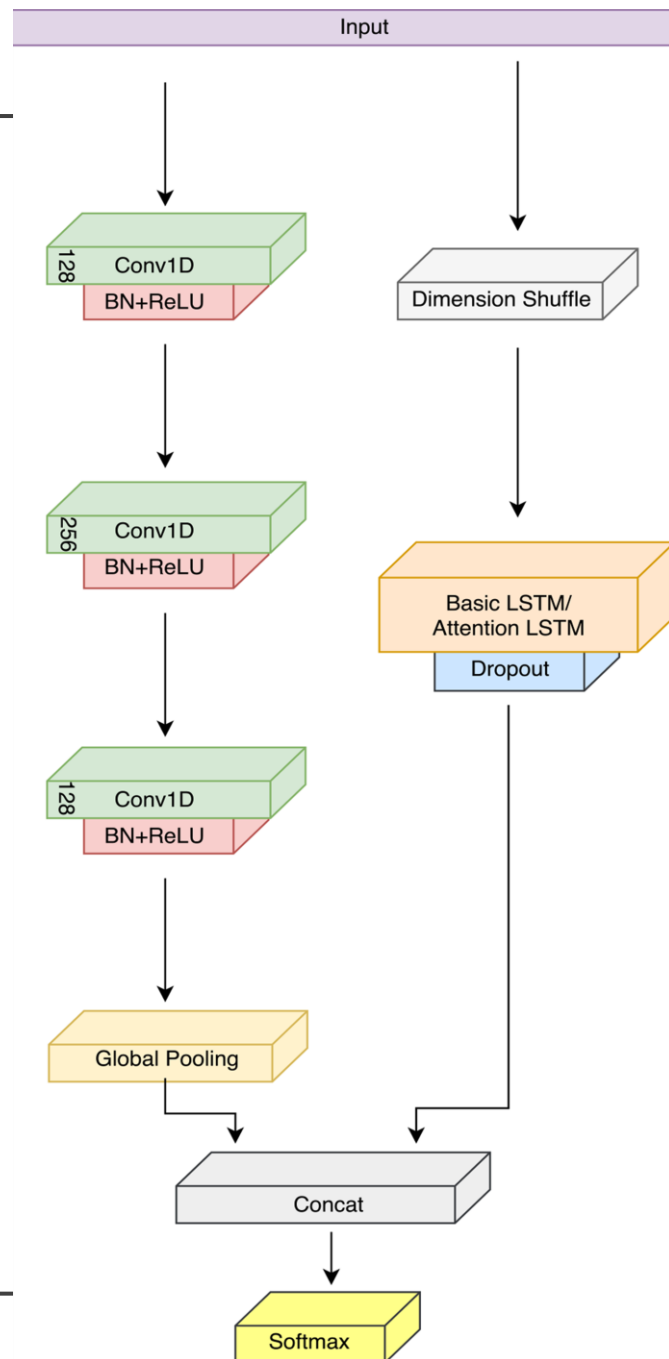 Input
128
Conv1D
BN+ReLU
Dimension Shuffle
256
Conv1D
BN+ReLU
Basic LSTM/
Attention LSTM
Dropout
128
Conv1D
BN+ReLU
Global Pooling
Concat
Softmax